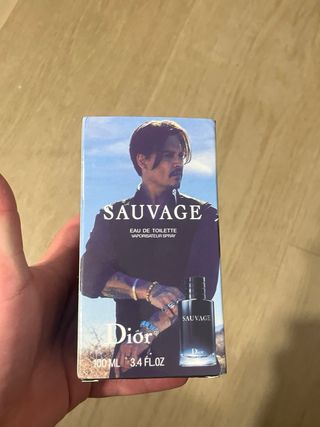 SAUVAGE
EAU DE TOILETTE
VAPORISATEUR SPRAY
SAUVAGE
Dior
Dior
100 ML 3.4 FL.OZ